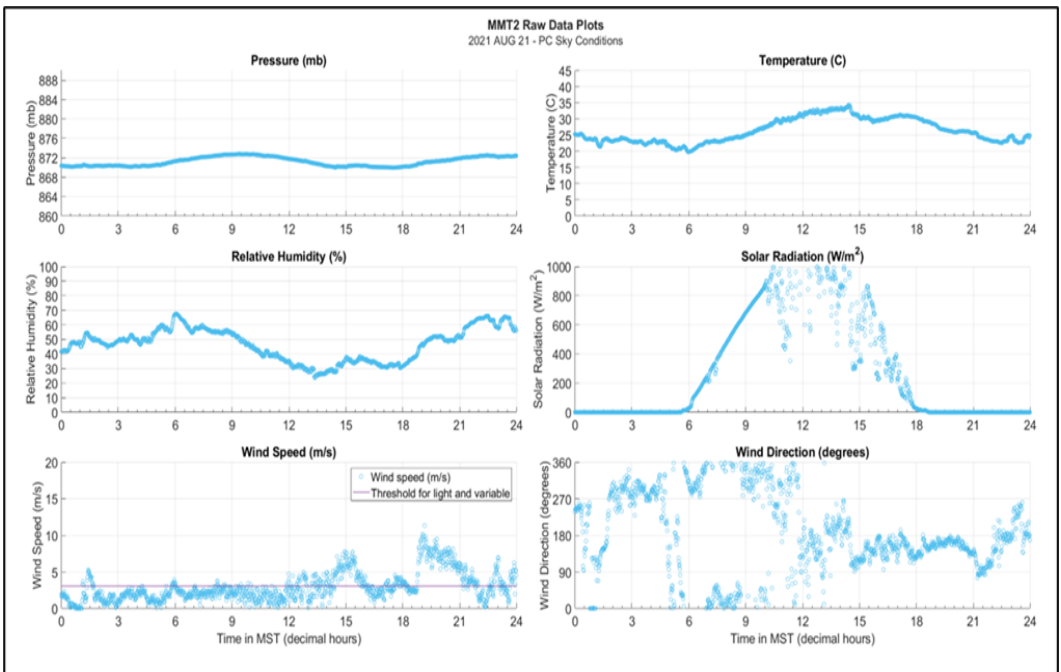 MMT2 Raw Data Plots
2021 AUG 21 - PC Sky Conditions
Pressure (mb)
Pressure (mb)
888
884
880
876
872
868
864
860
0 3 6 9 12 15 18 21 24
Temperature (C)
Temperature (C)
45
40
35
30
25
20
15
10
5
0
0 3 6 9 12 15 18 21 24
Relative Humidity (%)
Relative Humidity (%)
100
90
80
70
60
50
40
30
20
10
0
0 3 6 9 12 15 18 21 24
Solar Radiation (W/m²)
Solar Radiation (W/m²)
1000
800
600
400
200
0
0 3 6 9 12 15 18 21 24
Wind Speed (m/s)
Wind Speed (m/s)
20
15
10
5
0
Wind speed (m/s)
Threshold for light and variable
0 3 6 9 12 15 18 21 24
Time in MST (decimal hours)
Wind Direction (degrees)
Wind Direction (degrees)
360
270
180
90
0
0 3 6 9 12 15 18 21 24
Time in MST (decimal hours)